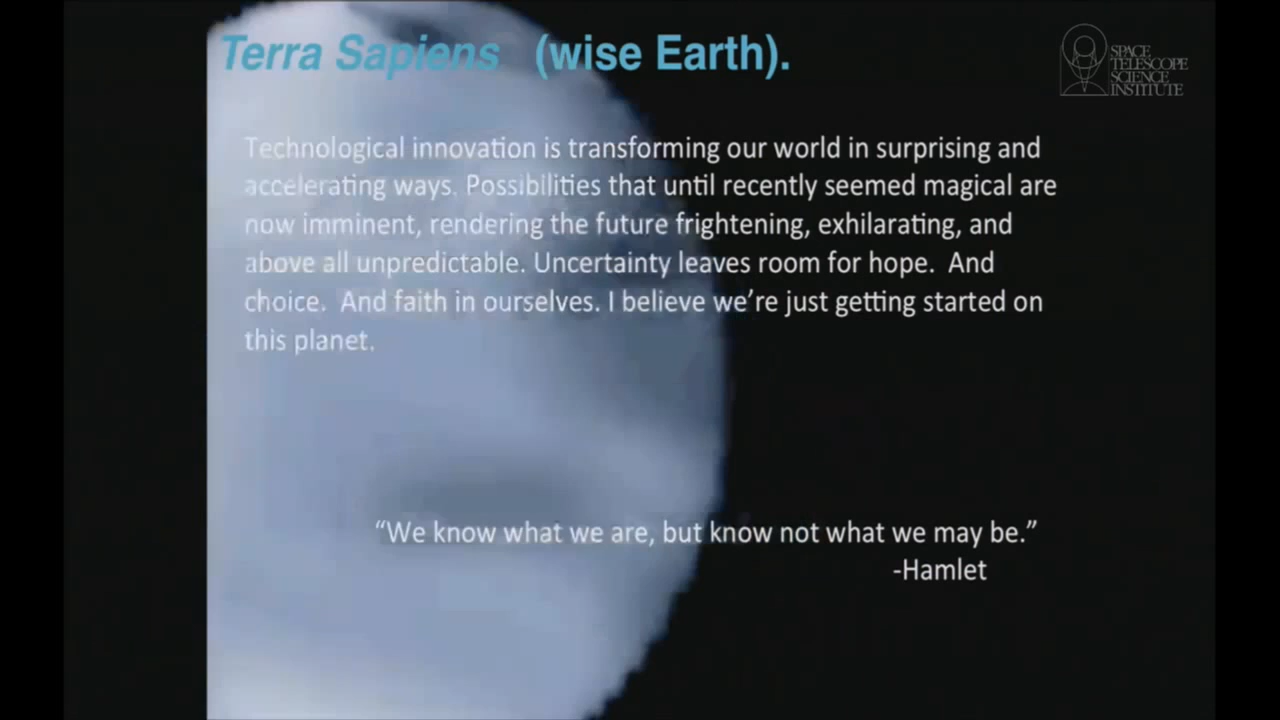 Terra Sapiens (wise Earth).
SPACE
TELESCOPE
SCIENCE
INSTITUTE
Technological innovation is transforming our world in surprising and
accelerating ways. Possibilities that until recently seemed magical are
now imminent, rendering the future frightening, exhilarating, and
above all unpredictable. Uncertainty leaves room for hope.  And
choice.  And faith in ourselves. I believe we’re just getting started on
this planet.
“We know what we are, but know not what we may be.”
-Hamlet